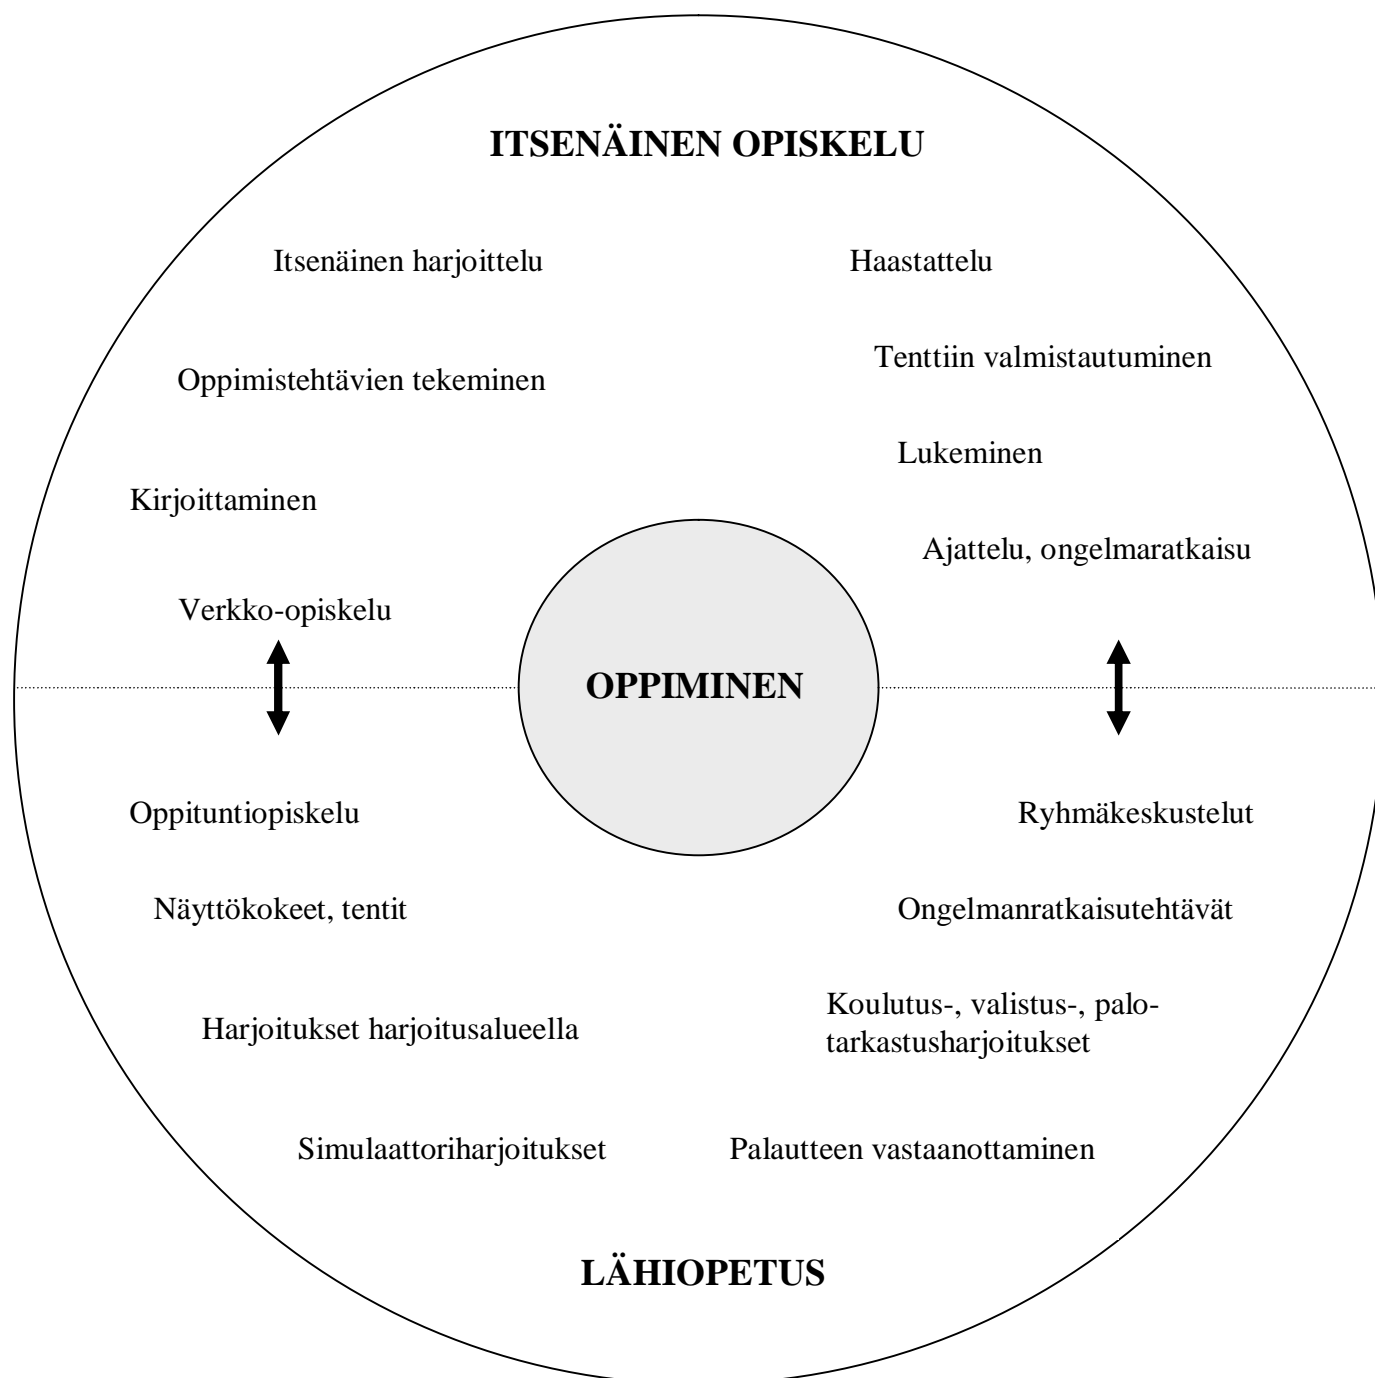 ITSENÄINEN OPISKELU
Itsenäinen harjoittelu
Haastattelu
Tenttiin valmistautuminen
Oppimistehtävien tekeminen
Lukeminen
Kirjoittaminen
Ajattelu, ongelmaratkaisu
Verkko-opiskelu
OPPIMINEN
Oppituntiopiskelu
Ryhmäkeskustelut
Näyttökokeet, tentit
Ongelmanratkaisutehtävät
Koulutus-, valistus-, palo-
tarkastusharjoitukset
Harjoitukset harjoitusalueella
Simulaattoriharjoitukset
Palautteen vastaanottaminen
LÄHIOPETUS